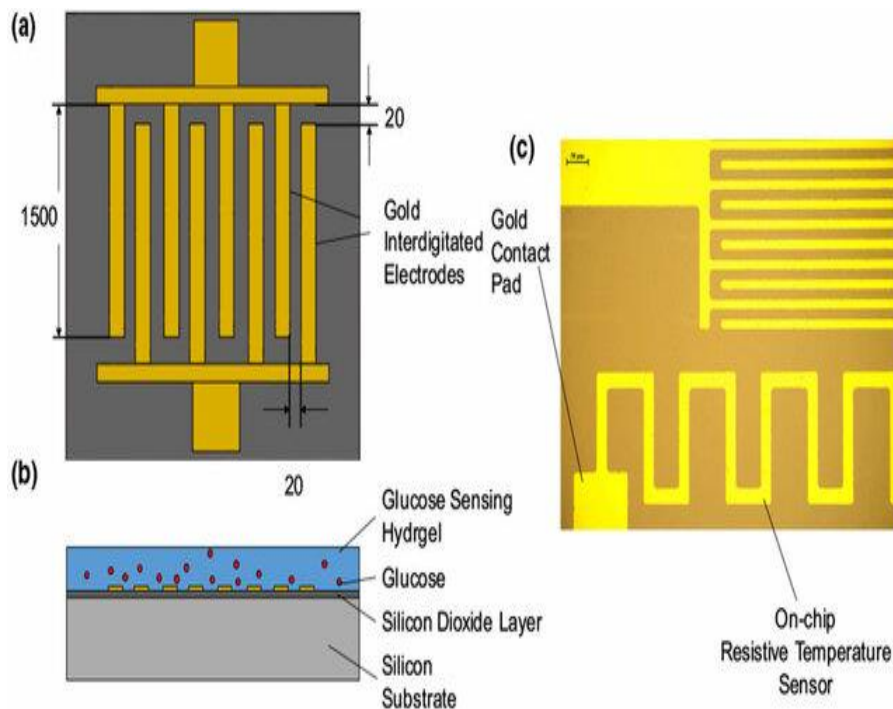 (a)
20
1500
Gold
Interdigitated
Electrodes
20
(b)
Glucose Sensing
Hydrgel
Glucose
Silicon Dioxide Layer
Silicon
Substrate
(c)
Gold
Contact
Pad
On-chip
Resistive Temperature
Sensor